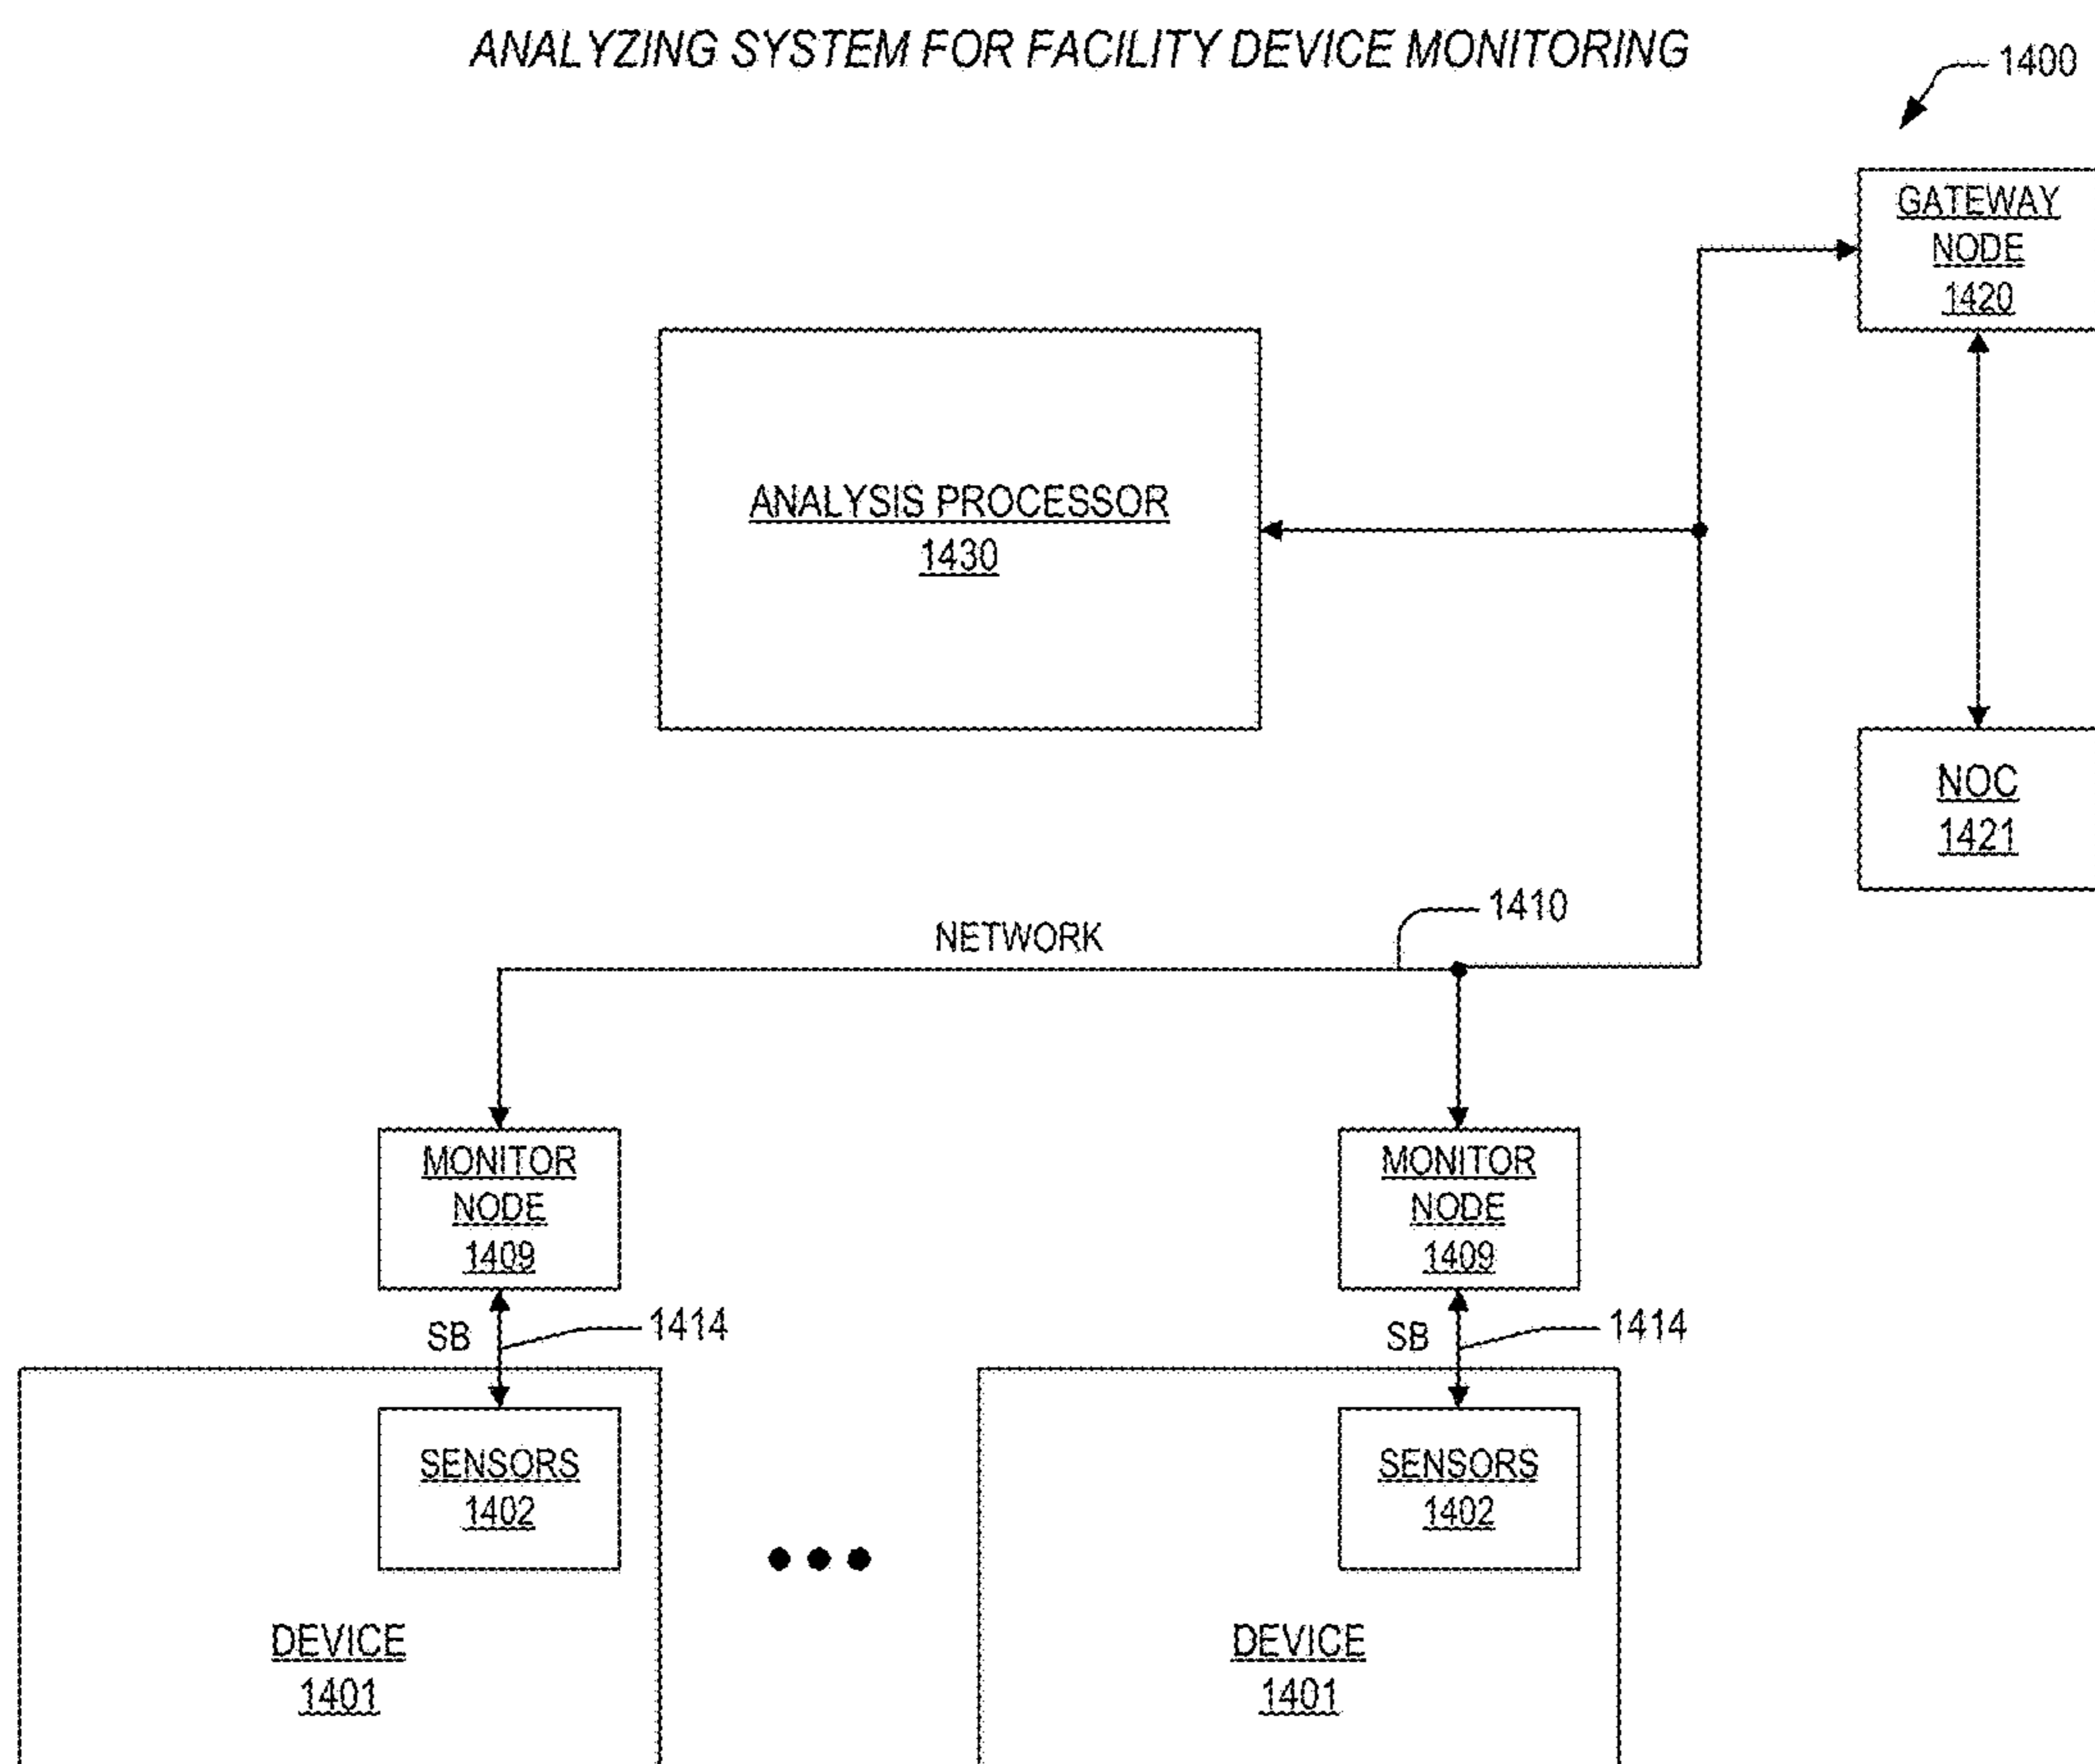 ANALYZING SYSTEM FOR FACILITY DEVICE MONITORING
1400
GATEWAY
NODE
1420
ANALYSIS PROCESSOR
1430
NOC
1421
1410
NETWORK
MONITOR
NODE
1409
MONITOR
NODE
1409
SB
1414
SB
1414
SENSORS
1402
SENSORS
1402
DEVICE
1401
DEVICE
1401